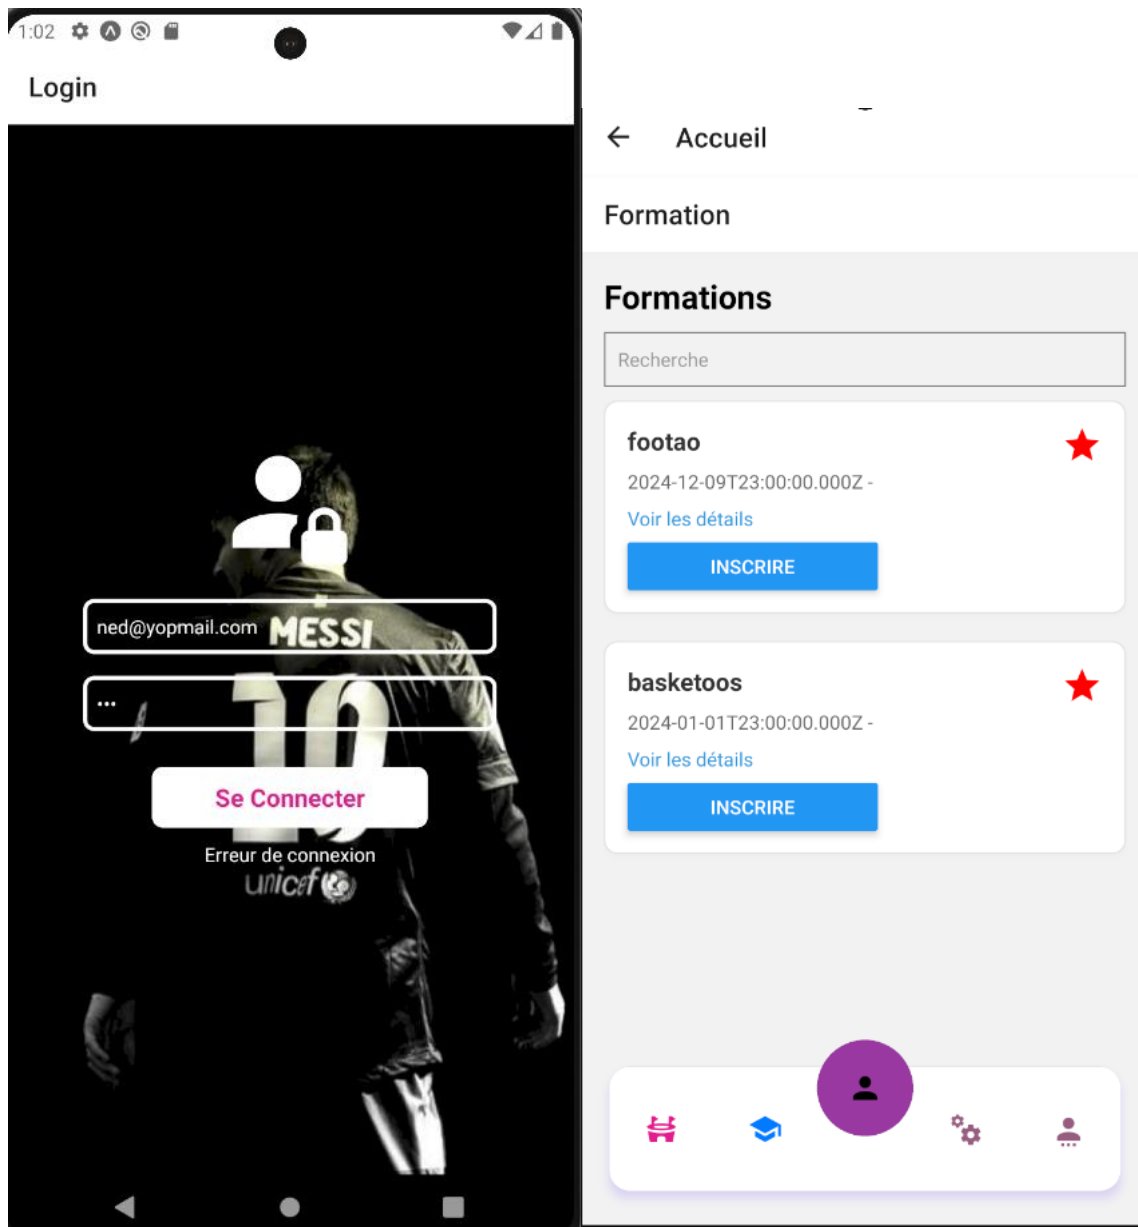 1:02
Login
ned@yopmail.com
MESSI
•••
10
Se Connecter
Erreur de connexion
unicef
Accueil
Formation
Formations
Recherche
footao
2024-12-09T23:00:00.000Z -
Voir les détails
INSCRIRE
basketoos
2024-01-01T23:00:00.000Z -
Voir les détails
INSCRIRE